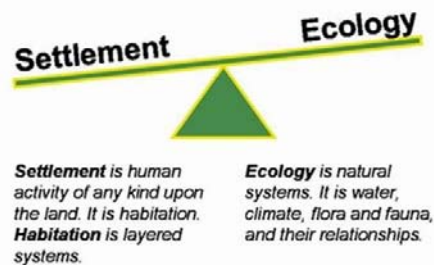 Settlement
Ecology
Settlement is human
activity of any kind upon
the land. It is habitation.
Habitation is layered
systems.
Ecology is natural
systems. It is water,
climate, flora and fauna,
and their relationships.